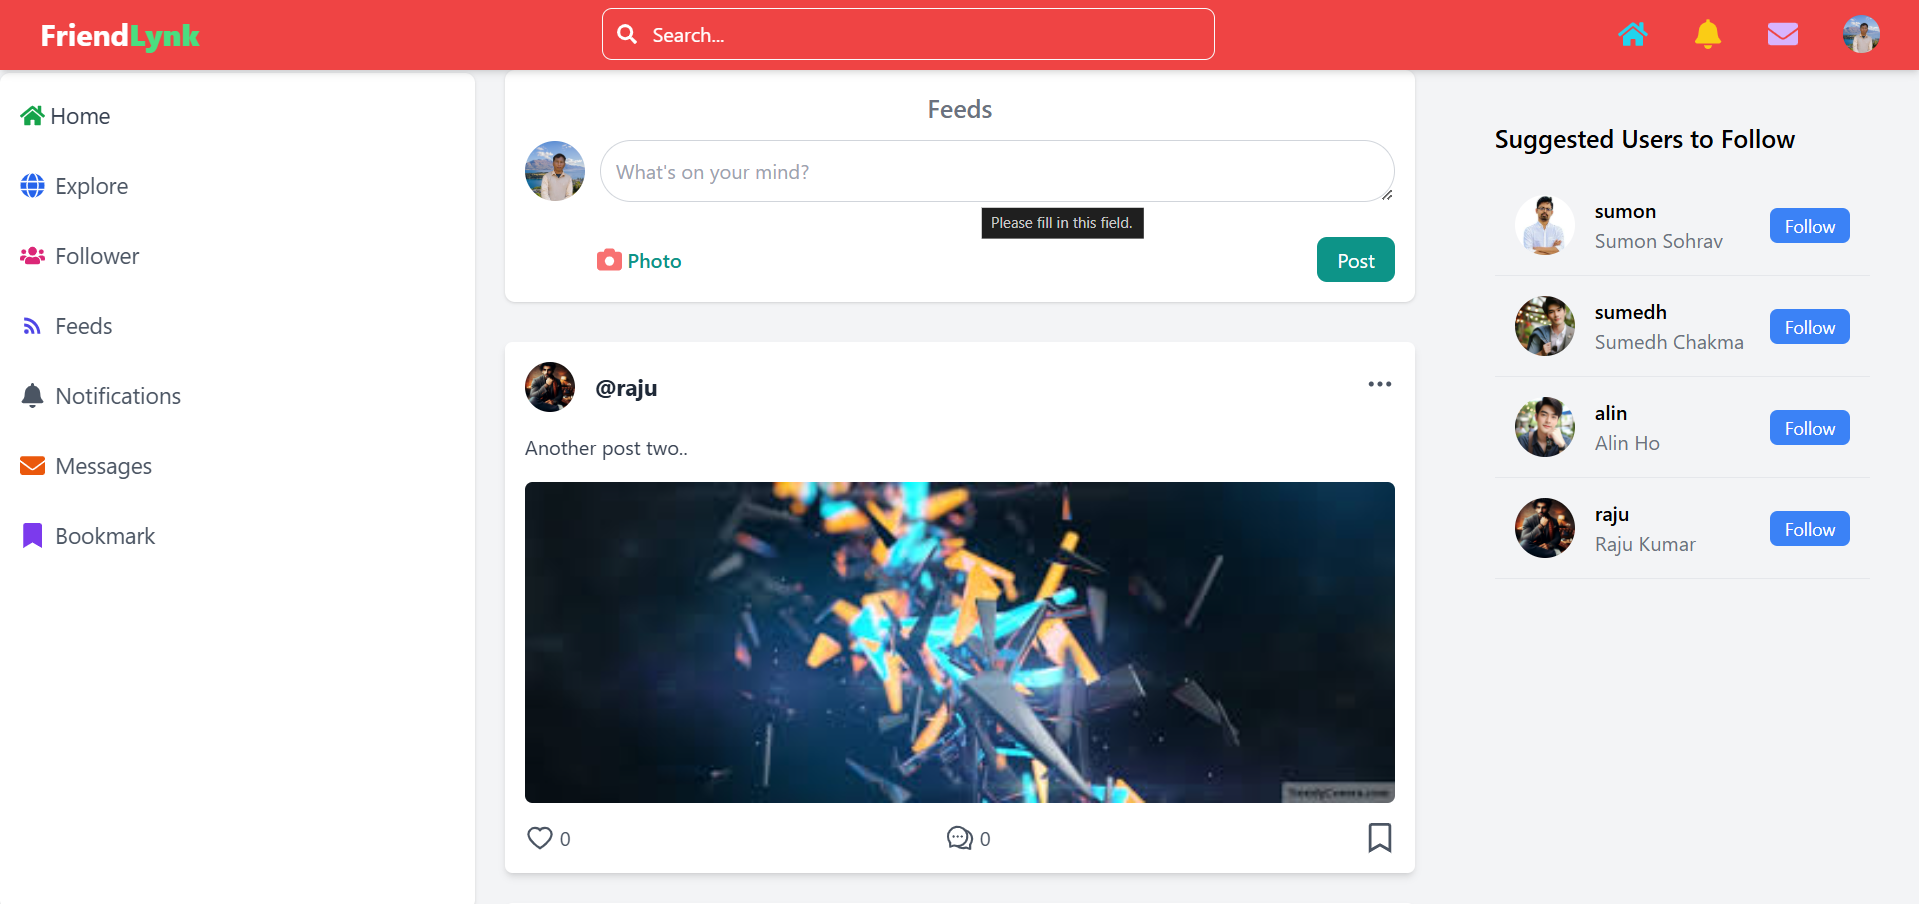 FriendLynk
Search...
Home
Explore
Follower
Feeds
Notifications
Messages
Bookmark
Feeds
What's on your mind?
Please fill in this field.
Photo
Post
@raju
Another post two..
0
0
Suggested Users to Follow
sumon
Sumon Sohrav
Follow
sumedh
Sumedh Chakma
Follow
alin
Alin Ho
Follow
raju
Raju Kumar
Follow